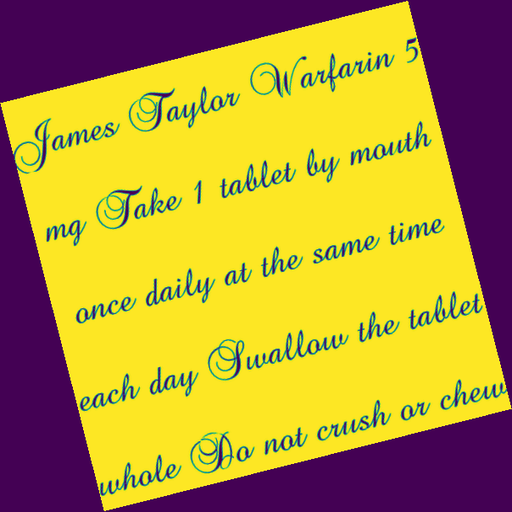 James Taylor Warfarin 5
mg Take 1 tablet by mouth
once daily at the same time
each day Swallow the tablet
whole Do not crush or chew